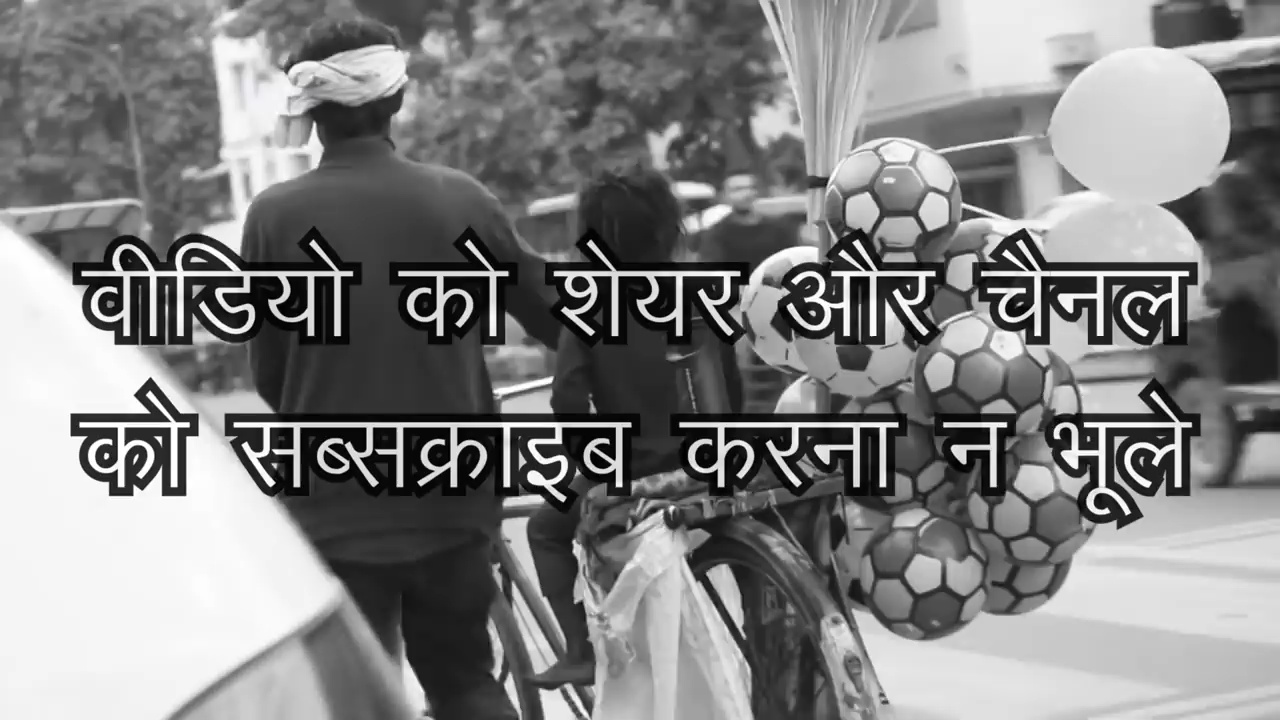 वीडियो को शेयर और चैनल
को सब्सक्राइब करना न भूले